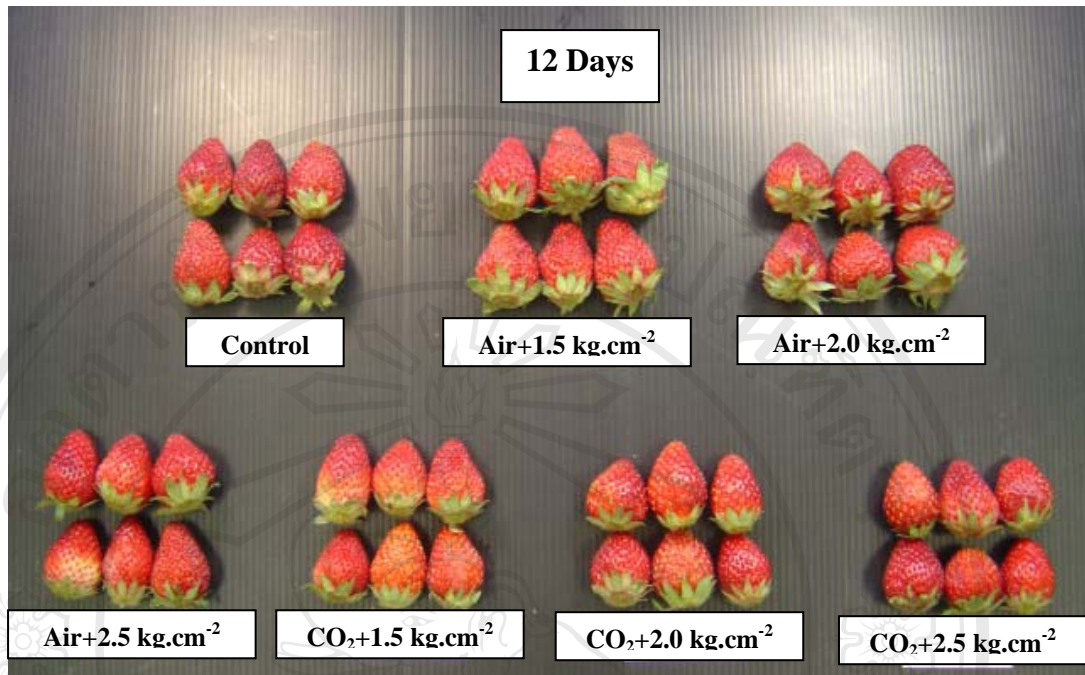 12 Days
Control
Air+1.5 kg.cm⁻²
Air+2.0 kg.cm⁻²
Air+2.5 kg.cm⁻²
CO₂+1.5 kg.cm⁻²
CO₂+2.0 kg.cm⁻²
CO₂+2.5 kg.cm⁻²